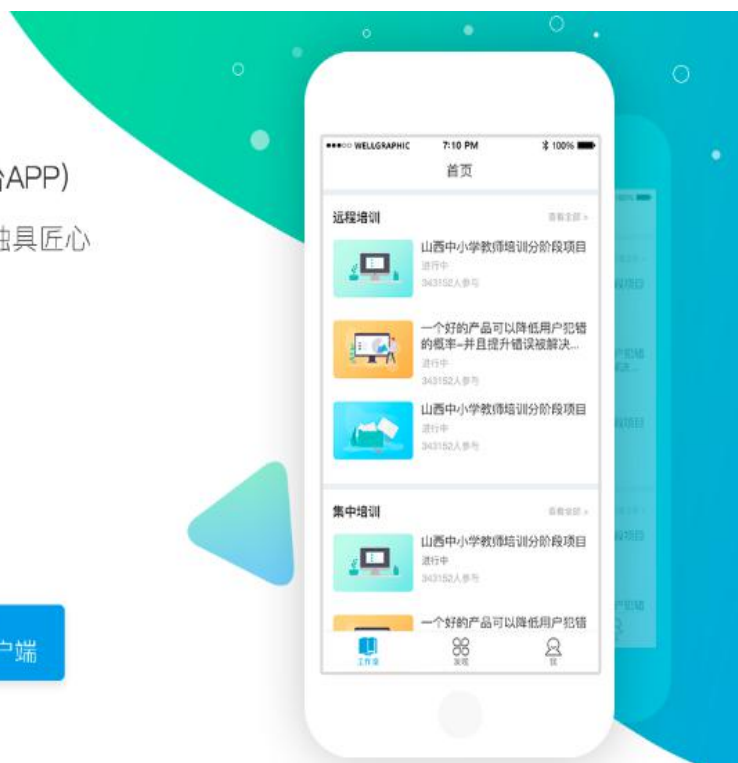 台APP)
独具匠心
户端
WELLGRAPHIC 7:10 PM 100%
首页
远程培训 查看全部 >
山西中小学教师培训分阶段项目
进行中
343152人参与
一个好的产品可以降低用户犯错
的概率-并且提升错误被解决...
进行中
343152人参与
山西中小学教师培训分阶段项目
进行中
343152人参与
集中培训 查看全部 >
山西中小学教师培训分阶段项目
进行中
343152人参与
一个好的产品可以降低用户犯错
工作室 发现 我